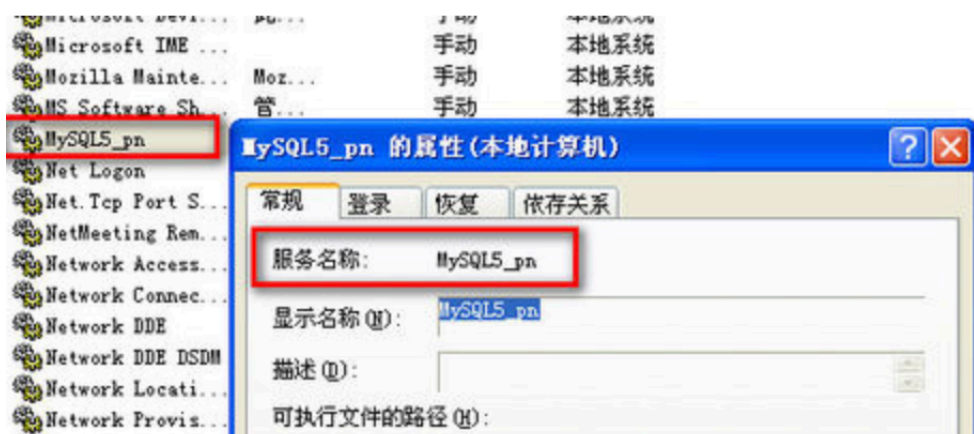 Microsoft IME ... 手动 本地系统
Mozilla Mainte... Moz... 手动 本地系统
MS Software Sh... 管... 手动 本地系统
MySQL5_pn
Net Logon
Net.Tcp Port S...
NetMeeting Rem...
Network Access...
Network Connec...
Network DDE
Network DDE DSDM
Network Locati...
Network Provis...
MySQL5_pn 的属性(本地计算机)
常规 登录 恢复 依存关系
服务名称: MySQL5_pn
显示名称(N): MySQL5_pn
描述(D):
可执行文件的路径(H):